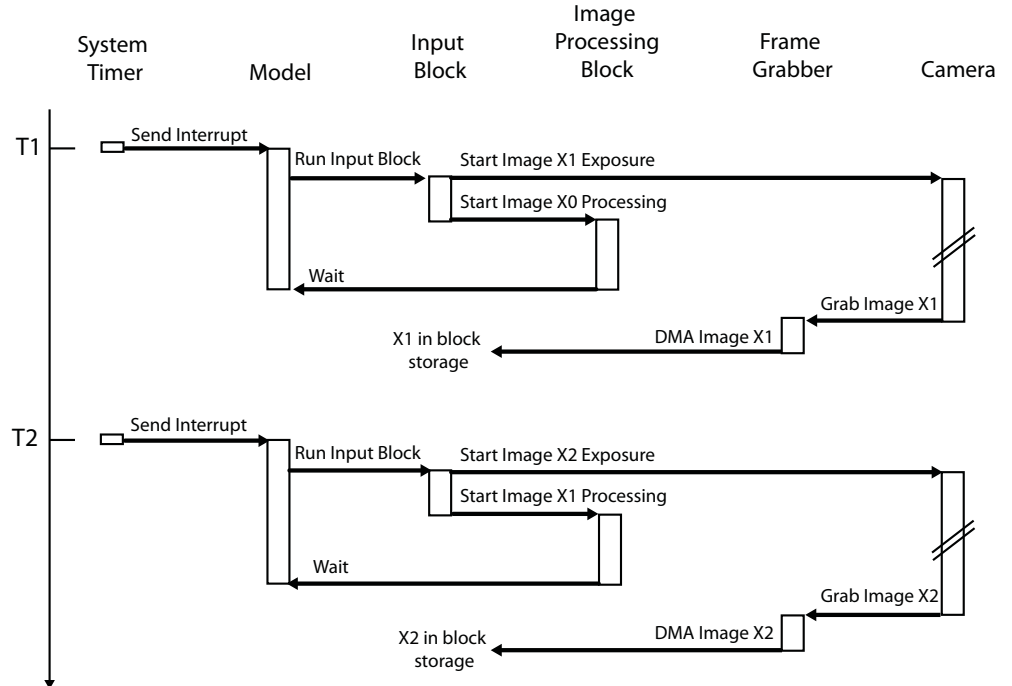 System
Timer
Model
Input
Block
Image
Processing
Block
Frame
Grabber
Camera
T1
Send Interrupt
Run Input Block
Start Image X1 Exposure
Start Image X0 Processing
Wait
Grab Image X1
DMA Image X1
X1 in block
storage
T2
Send Interrupt
Run Input Block
Start Image X2 Exposure
Start Image X1 Processing
Wait
Grab Image X2
DMA Image X2
X2 in block
storage